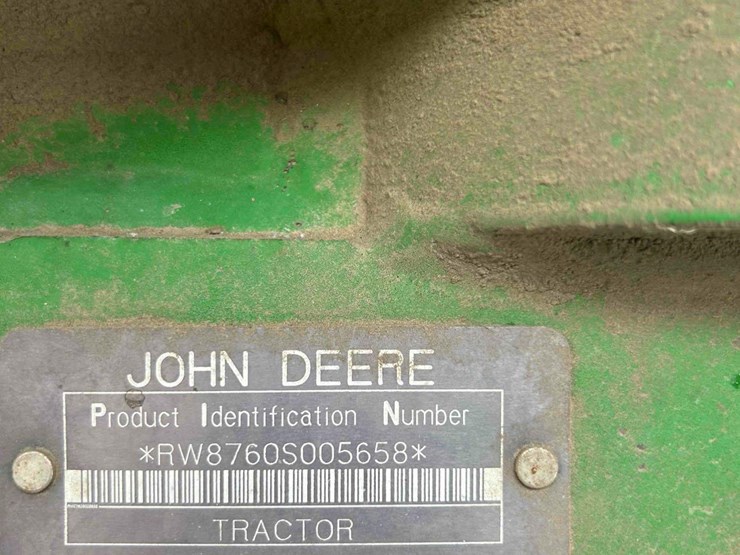 JOHN DEERE
Product Identification Number
*RW8760S005658*
TRACTOR